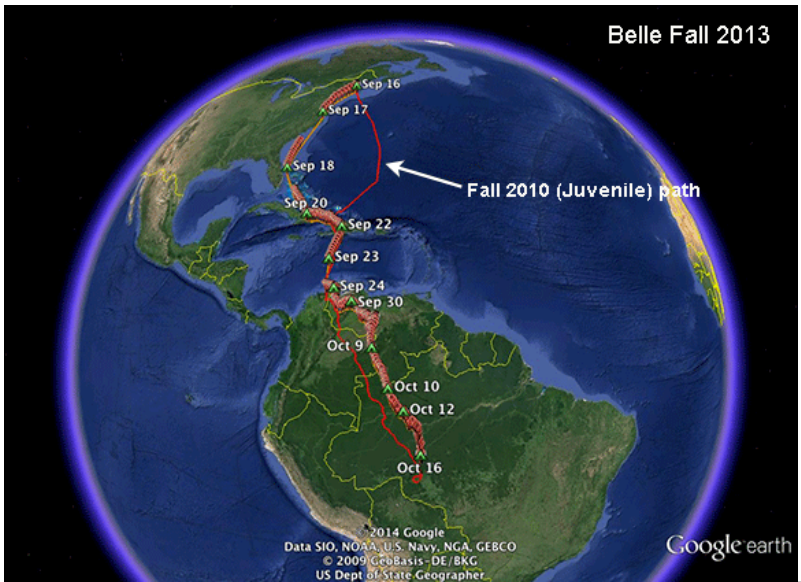 Belle Fall 2013
Sep 16
Sep 17
Sep 18
Fall 2010 (Juvenile) path
Sep 20
Sep 22
Sep 23
Sep 24
Sep 30
Oct 9
Oct 10
Oct 12
Oct 16
©2014 Google
Data SIO, NOAA, U.S. Navy, NGA, GEBCO
© 2009 GeoBasis-DE/BKG
US Dept of State Geographer
Google earth